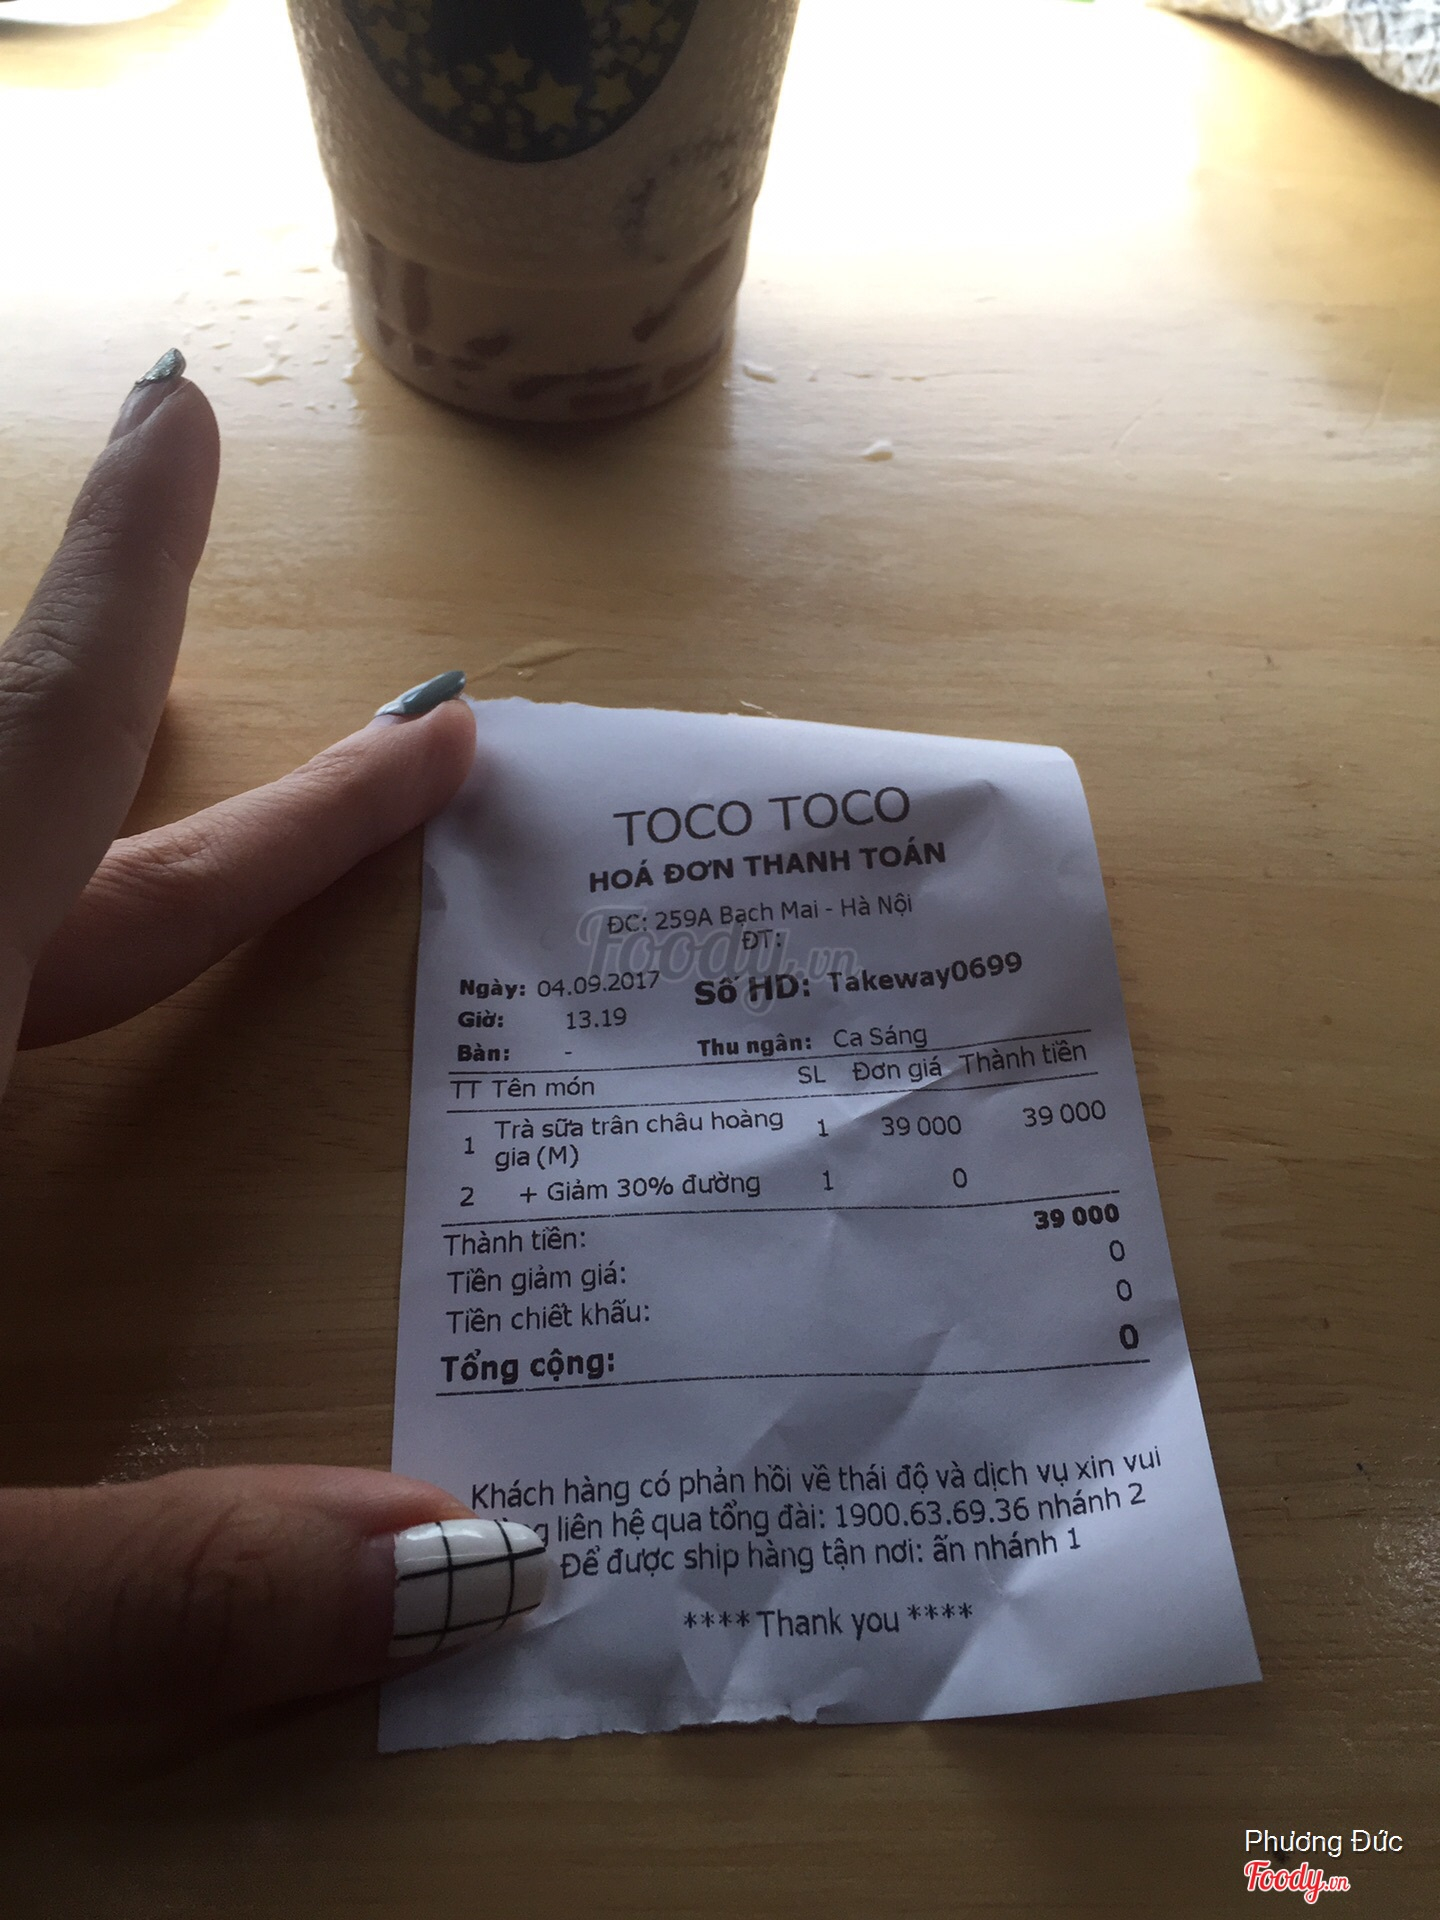 TOCO TOCO
HOÁ ĐƠN THANH TOÁN
ĐC: 259A Bạch Mai - Hà Nội
ĐT:
Foody.vn
Ngày: 04.09.2017 Số HD: Takeway0699
Giờ: 13.19
Bàn: - Thu ngân: Ca Sáng
TT Tên món SL Đơn giá Thành tiền
1 Trà sữa trân châu hoàng 1 39 000 39 000
gia (M)
2 + Giảm 30% đường 1 0
Thành tiền: 39 000
Tiền giảm giá: 0
Tiền chiết khấu: 0
Tổng cộng: 0
Khách hàng có phản hồi về thái độ và dịch vụ xin vui
liên hệ qua tổng đài: 1900.63.69.36 nhánh 2
Để được ship hàng tận nơi: ấn nhánh 1
**** Thank you ****
Phương Đức
Foody.vn